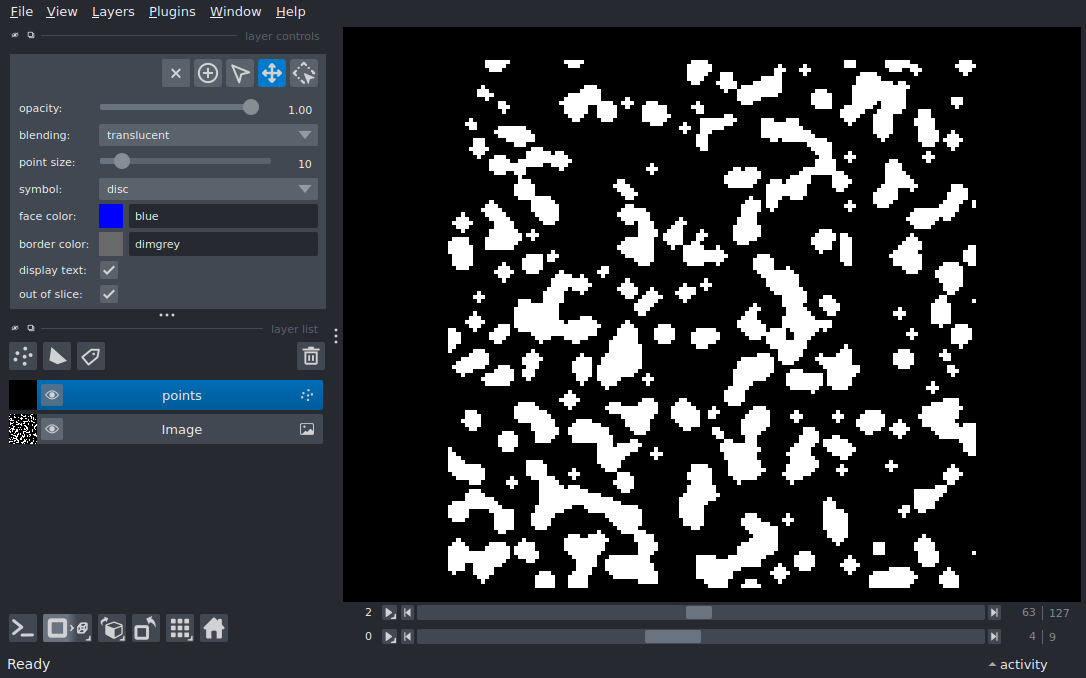 File View Layers Plugins Window Help
layer controls
opacity: 1.00
blending: translucent
point size: 10
symbol: disc
face color: blue
border color: dimgrey
display text:
out of slice:
layer list
points
Image
2 63 127
0 4 9
Ready activity